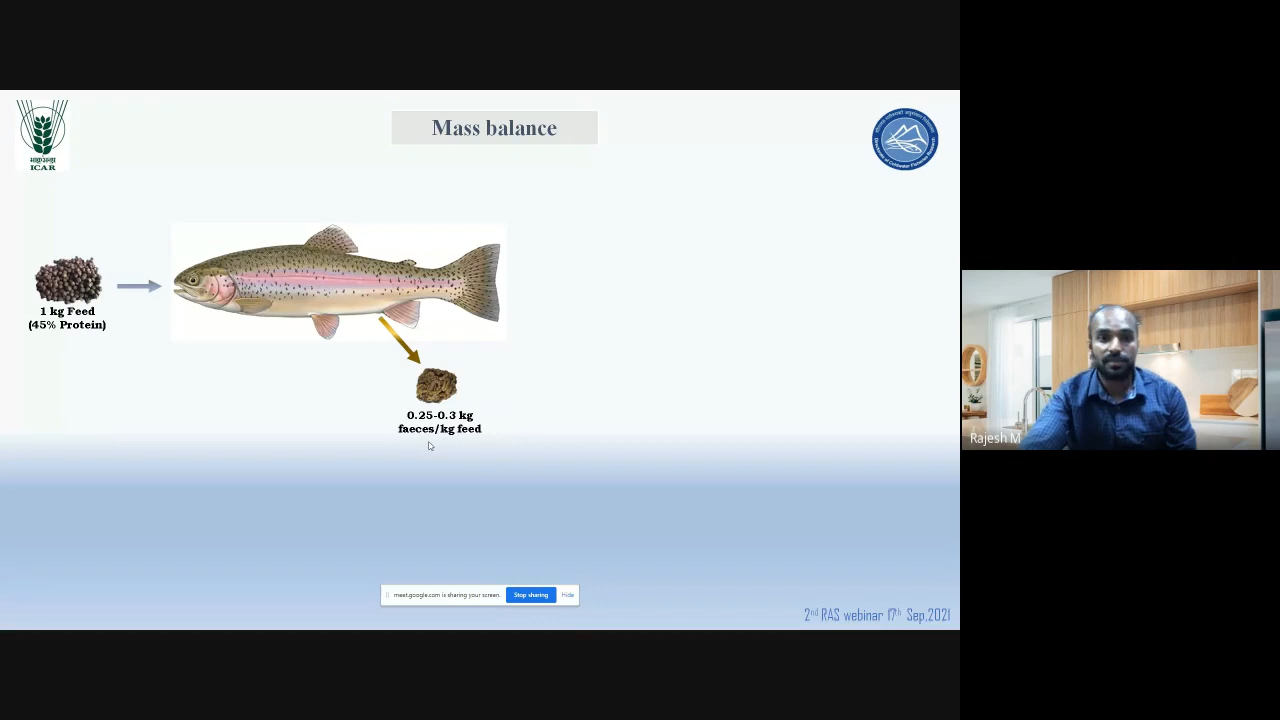 Mass balance
ICAR
1 kg Feed
(45% Protein)
0.25-0.3 kg
faeces/kg feed
Rajesh M
meet.google.com is sharing your screen.
Stop sharing
Hide
2nd RAS webinar 17th Sep,2021